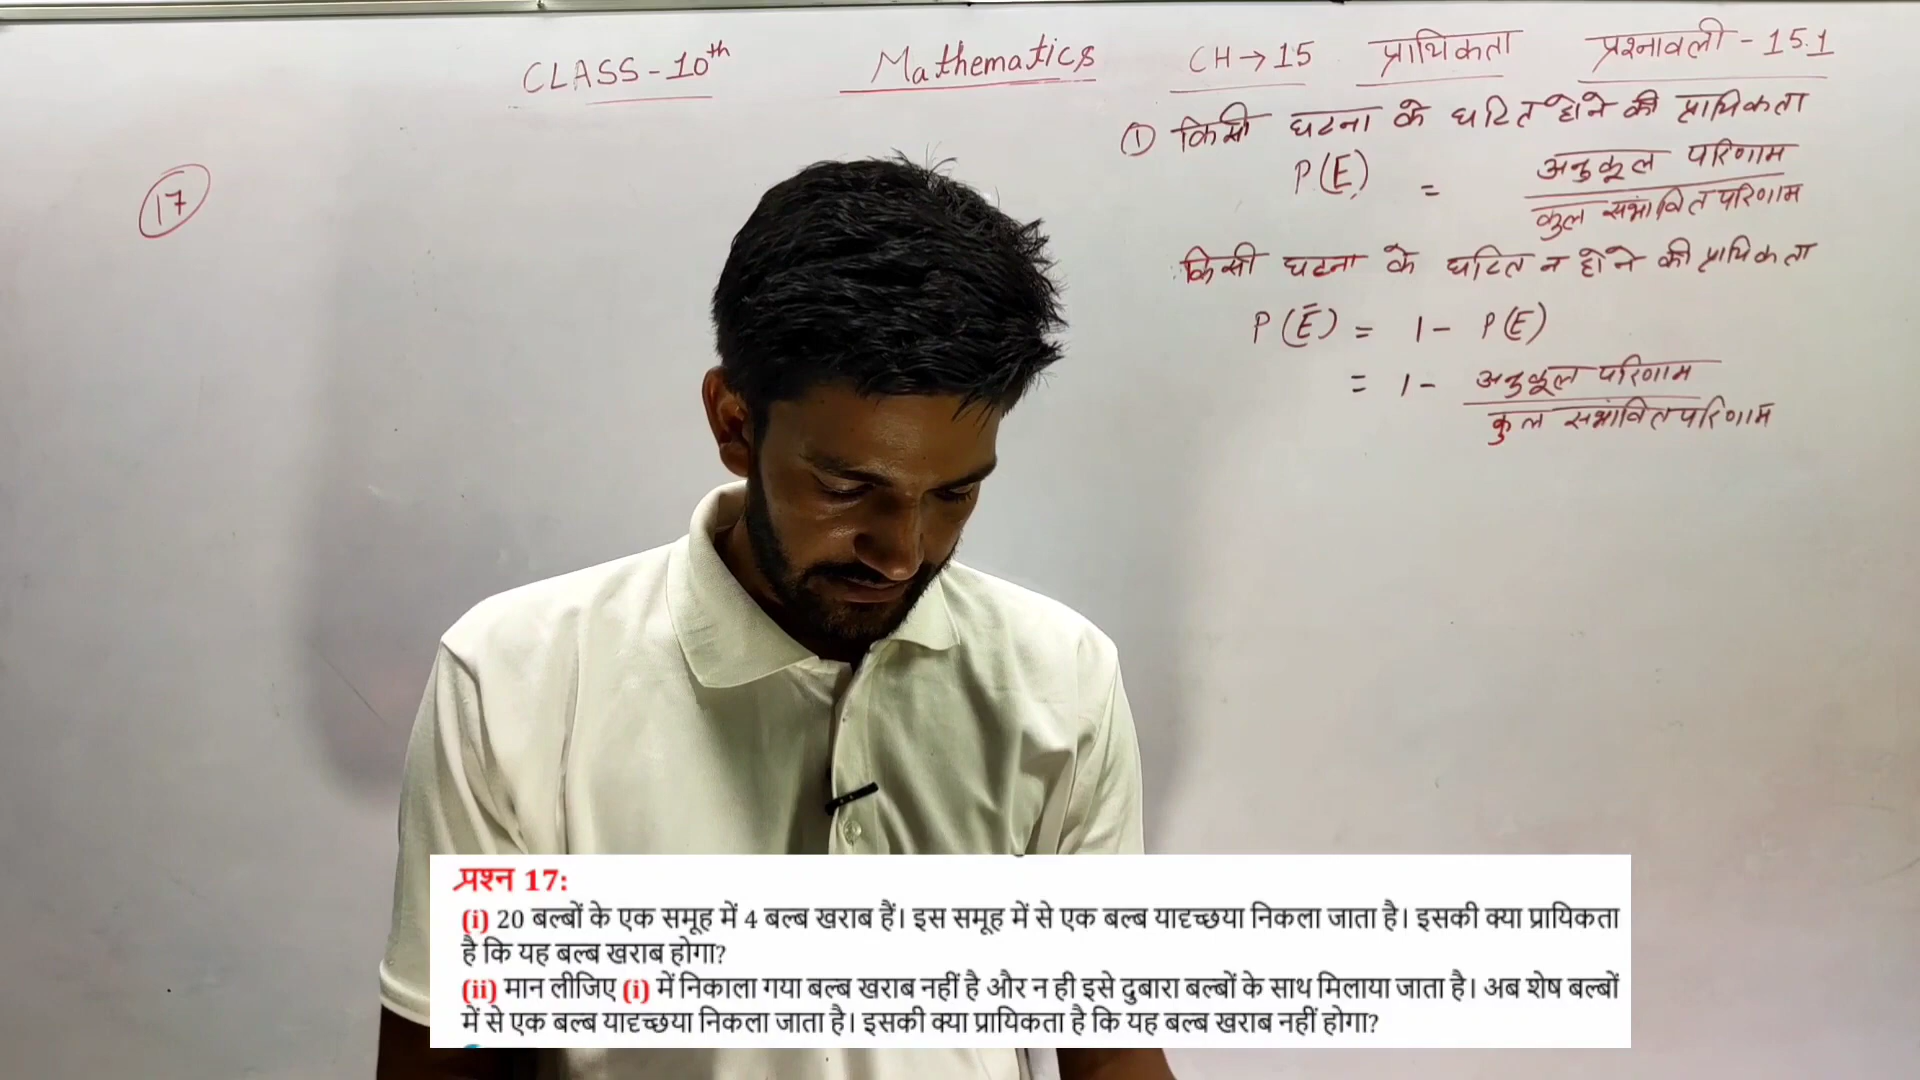 CLASS-10th Mathematics CH→15 प्रायिकता प्रश्नावली-15.1
① किसी घटना के घटित होने की प्रायिकता
P(E) = अनुकूल परिणाम
कुल सभांवित परिणाम
किसी घटना के घटित न होने की प्रायिकता
P(Ē) = 1- P(E)
= 1- अनुकूल परिणाम
कुल सभांवित परिणाम
17
प्रश्न 17:
(i) 20 बल्बों के एक समूह में 4 बल्ब खराब हैं। इस समूह में से एक बल्ब यादृच्छया निकला जाता है। इसकी क्या प्रायिकता
है कि यह बल्ब खराब होगा?
(ii) मान लीजिए (i) में निकाला गया बल्ब खराब नहीं है और न ही इसे दुबारा बल्बों के साथ मिलाया जाता है। अब शेष बल्बों
में से एक बल्ब यादृच्छया निकला जाता है। इसकी क्या प्रायिकता है कि यह बल्ब खराब नहीं होगा?